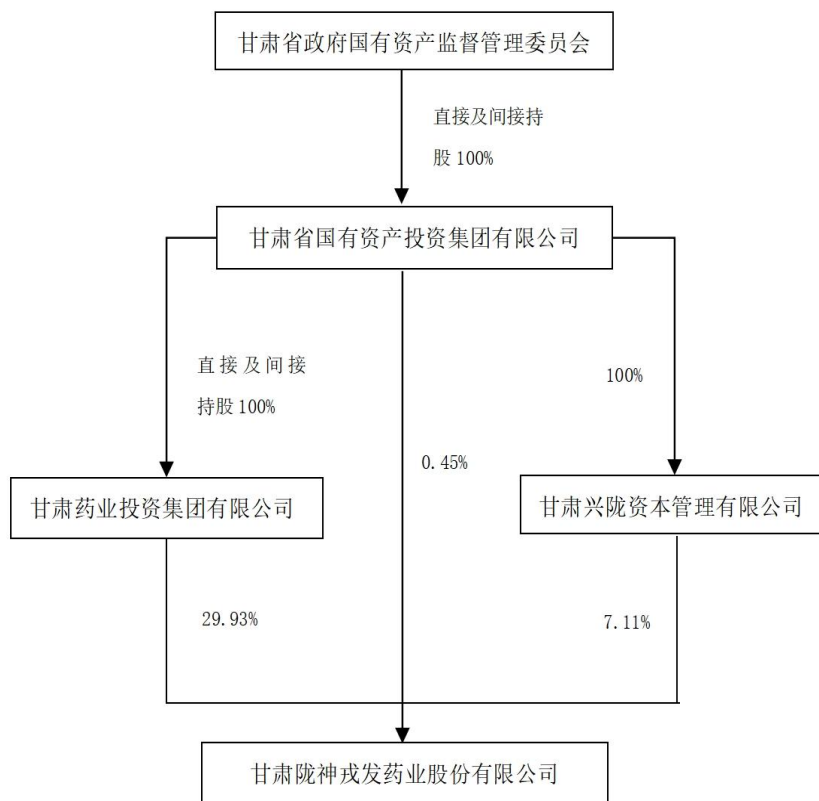 甘肃省政府国有资产监督管理委员会
直接及间接持
股 100%
甘肃省国有资产投资集团有限公司
直接及间接
持股 100%
100%
0.45%
甘肃药业投资集团有限公司
甘肃兴陇资本管理有限公司
29.93%
7.11%
甘肃陇神戎发药业股份有限公司